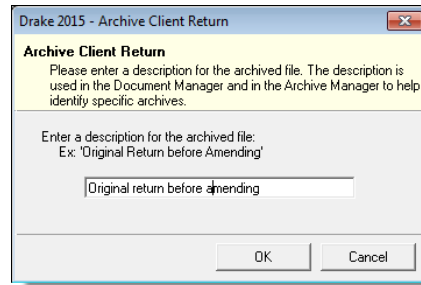 Drake 2015 - Archive Client Return
Archive Client Return
Please enter a description for the archived file. The description is
used in the Document Manager and in the Archive Manager to help
identify specific archives.
Enter a description for the archived file:
Ex: 'Original Return before Amending'
Original return before amending
OK
Cancel